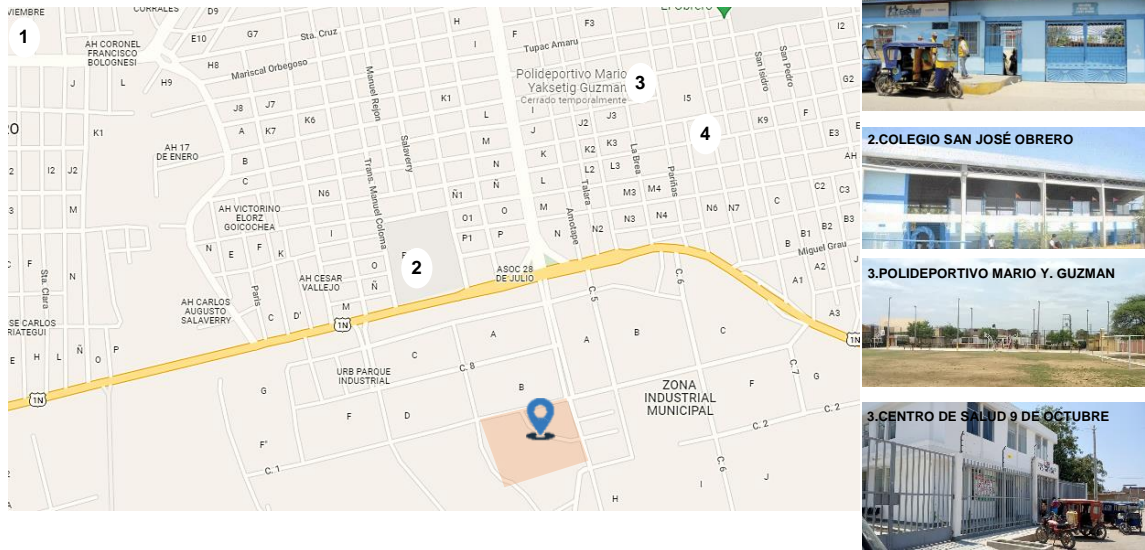 VIEMBRE
CORRALES
D9
El Obrero
1
E10
G7
Sta. Cruz
H
I
F
F3
I2
AH CORONEL
FRANCISCO
BOLOGNESI
Tupac Amaru
H8
Mariscal Orbegoso
Manuel Rejon
San Isidro
San Pedro
J
L
H9
Polideportivo Mario
Yaksetig Guzman
Cerrado temporalmente
3
G2
J8
J7
K1
I5
K6
L
I
J2
J3
4
K9
F
E3
RO
K1
A
K7
Salaverry
M
J
K2
K3
AH 17
DE ENERO
B
N
K
L2
L3
La Brea
Pariñas
AH
I2
J2
C
Trans. Manuel Coloma
N6
Ñ1
Ñ
L
Talara
M3
M4
C2
C3
M
AH VICTORINO
ELORZ
GOICOCHEA
O1
O
M
Amotape
N3
N4
N6
N7
C
B3
I
P1
P
N
N2
B1
B2
B
Miguel Grau
N
E
F
K
2
C
F
Sta. Clara
AH CESAR
VALLEJO
O
Ñ
ASOC 28
DE JULIO
C. 5
C. 6
A2
J
A1
Paris
AH CARLOS
AUGUSTO
SALAVERRY
C
D'
M
1N
A3
SE CARLOS
RIATEGUI
A
A
B
C
1N
E
H
L
Ñ
O
P
C
C. 8
URB PARQUE
INDUSTRIAL
C. 7
G
F
G
B
ZONA
INDUSTRIAL
MUNICIPAL
1N
F
D
C. 2
C. 2
F'
C. 1
C. 6
I
J
H
EsSalud
2.COLEGIO SAN JOSÉ OBRERO
3.POLIDEPORTIVO MARIO Y. GUZMAN
3.CENTRO DE SALUD 9 DE OCTUBRE